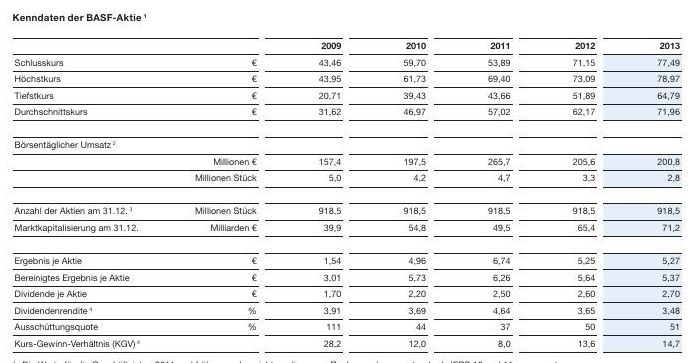 Kenndaten der BASF-Aktie ¹
2009 2010 2011 2012 2013
Schlusskurs € 43,46 59,70 53,89 71,15 77,49
Höchstkurs € 43,95 61,73 69,40 73,09 78,97
Tiefstkurs € 20,71 39,43 43,66 51,89 64,79
Durchschnittskurs € 31,62 46,97 57,02 62,17 71,96
Börsentäglicher Umsatz ²
Millionen € 157,4 197,5 265,7 205,6 200,8
Millionen Stück 5,0 4,2 4,7 3,3 2,8
Anzahl der Aktien am 31.12. ³ Millionen Stück 918,5 918,5 918,5 918,5 918,5
Marktkapitalisierung am 31.12. Milliarden € 39,9 54,8 49,5 65,4 71,2
Ergebnis je Aktie € 1,54 4,96 6,74 5,25 5,27
Bereinigtes Ergebnis je Aktie € 3,01 5,73 6,26 5,64 5,37
Dividende je Aktie € 1,70 2,20 2,50 2,60 2,70
Dividendenrendite ⁴ % 3,91 3,69 4,64 3,65 3,48
Ausschüttungsquote % 111 44 37 50 51
Kurs-Gewinn-Verhältnis (KGV) ⁴ 28,2 12,0 8,0 13,6 14,7